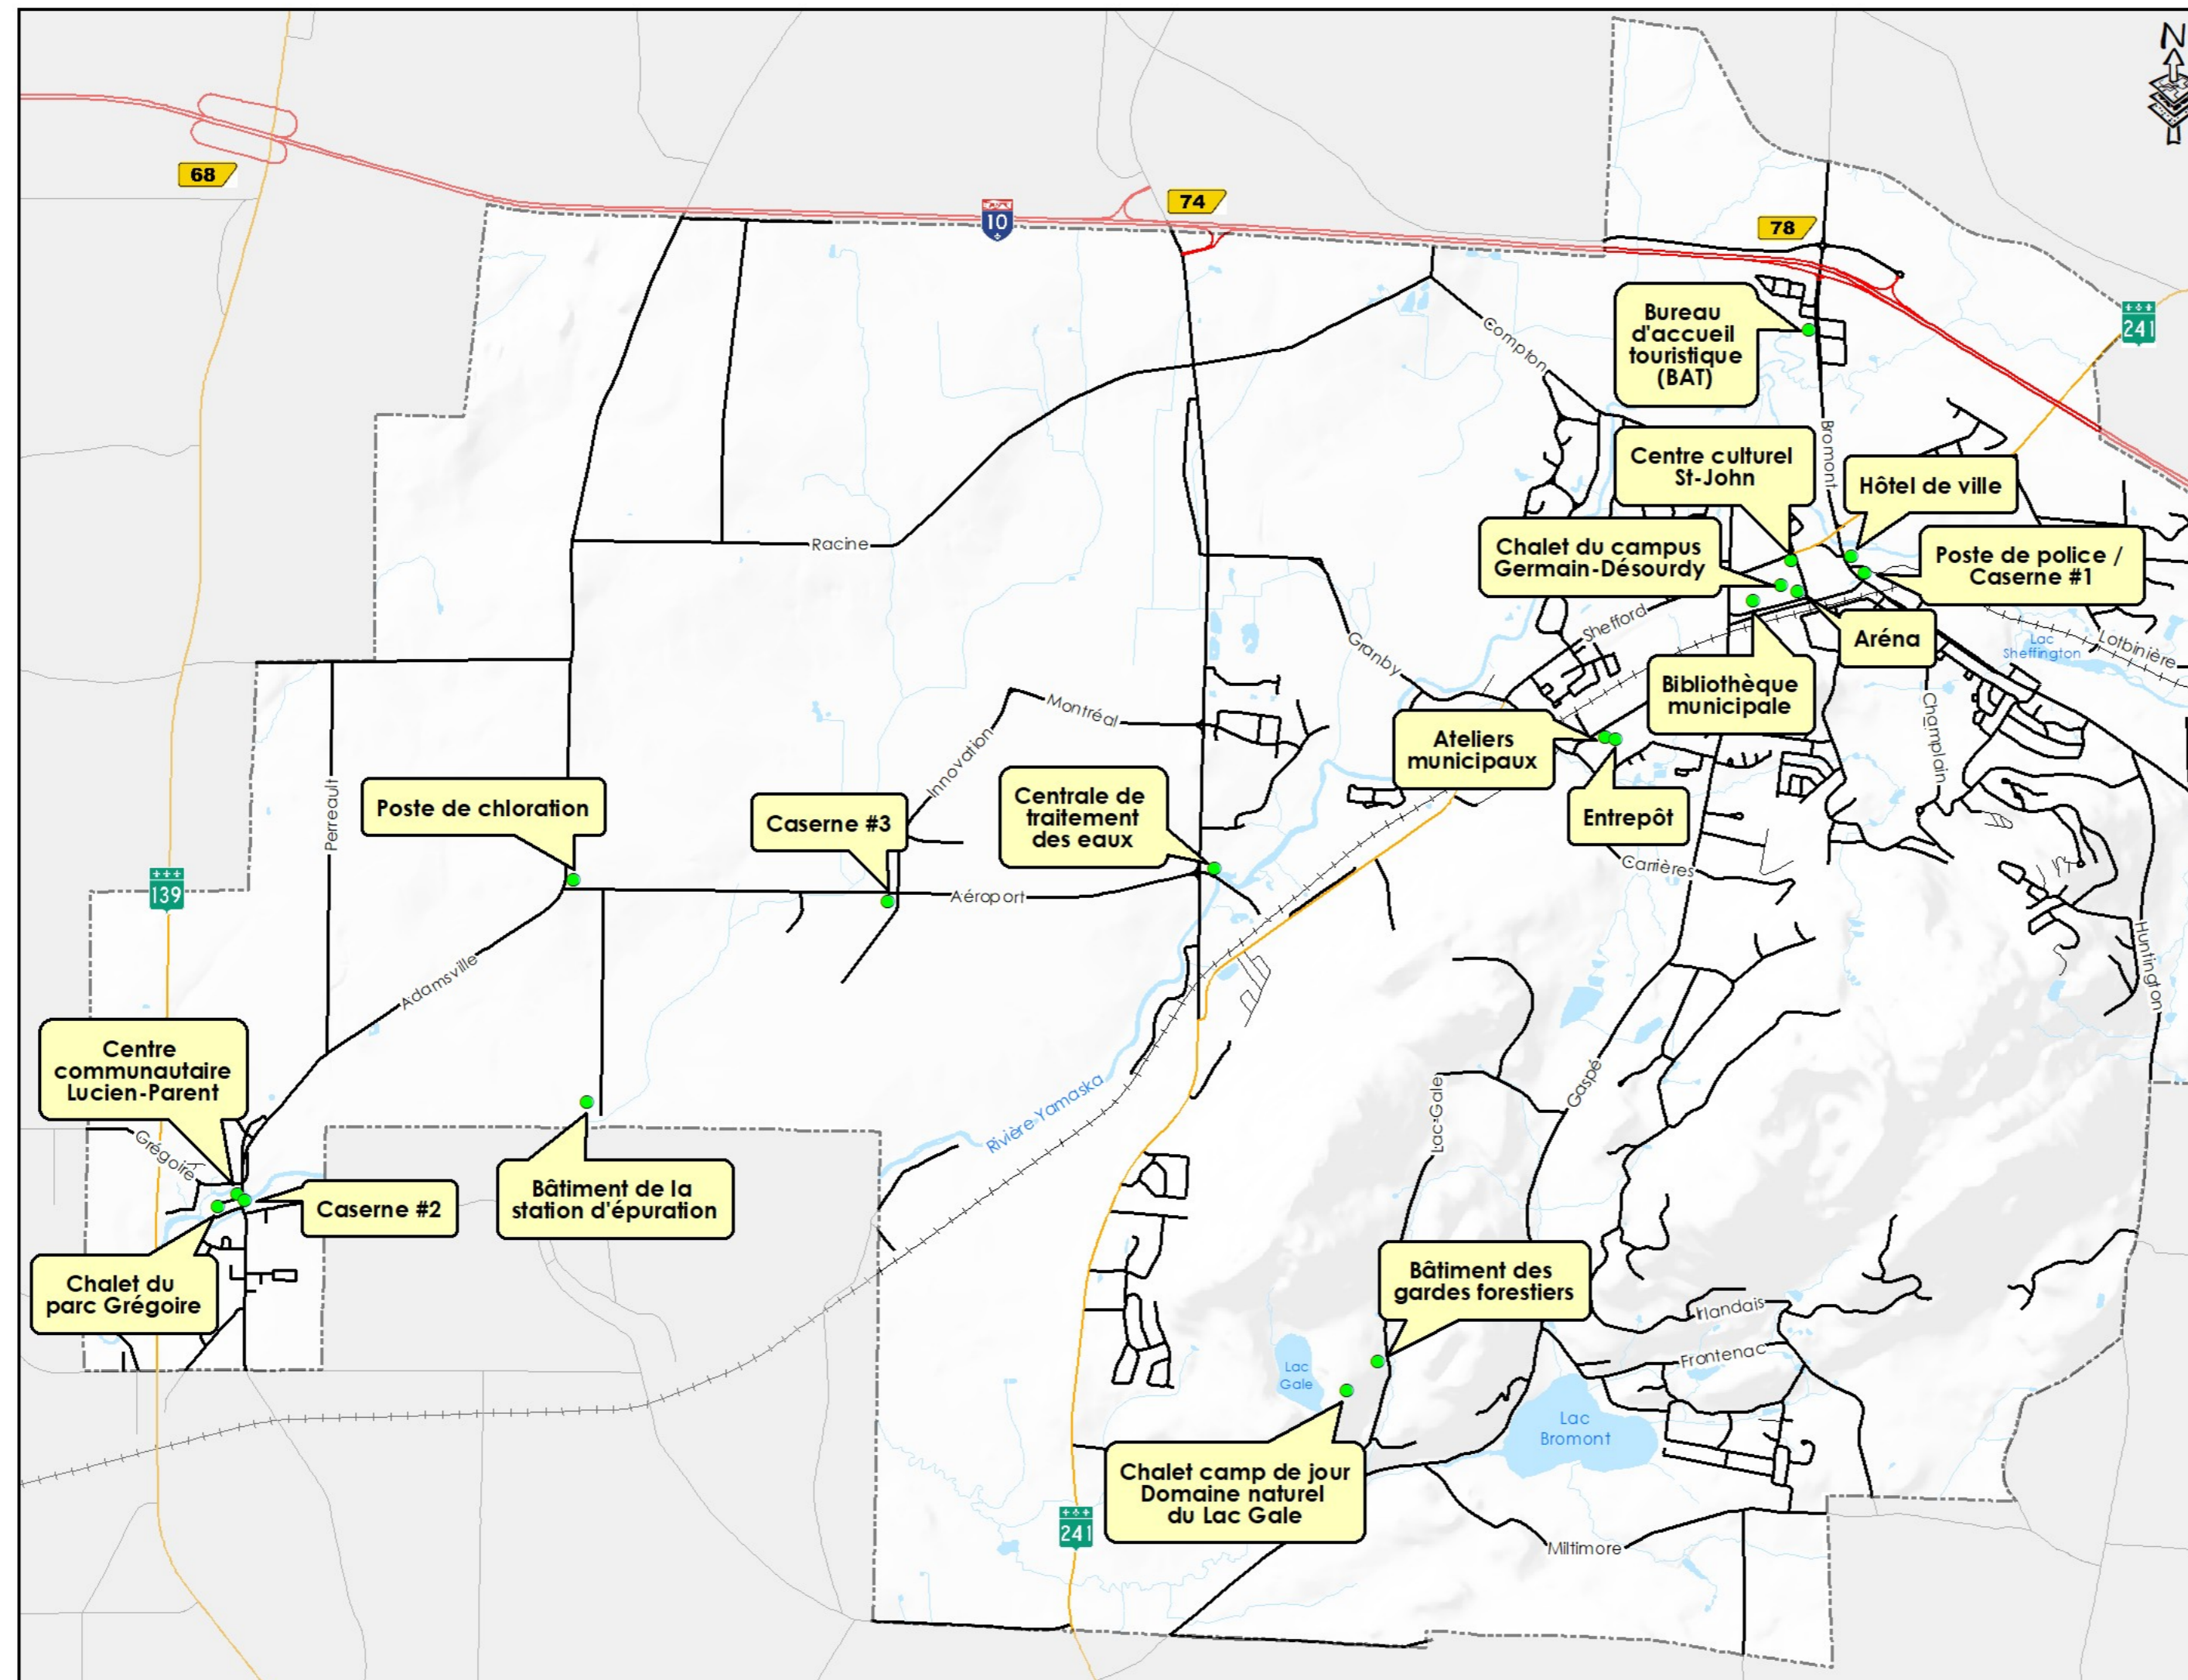 N
68
10
74
78
241
Bureau
d'accueil
touristique
(BAT)
Compton
Bromont
Centre culturel
St-John
Hôtel de ville
Chalet du campus
Germain-Désourdy
Poste de police /
Caserne #1
Racine
Granby
Shefford
Aréna
Lac
Sheffington
Lotbinière
Bibliothèque
municipale
Montréal
Innovation
Champlain
Ateliers
municipaux
Entrepôt
Perreault
Poste de chloration
Caserne #3
Centrale de
traitement
des eaux
Carrières
139
Aéroport
Huntington
Adamsville
Centre
communautaire
Lucien-Parent
Grégoire
Rivière Yamaska
Lac-Gale
Gaspé
Caserne #2
Bâtiment de la
station d'épuration
Chalet du
parc Grégoire
Bâtiment des
gardes forestiers
Irlandais
Frontenac
Lac
Gale
Lac
Bromont
Chalet camp de jour
Domaine naturel
du Lac Gale
241
Miltimore